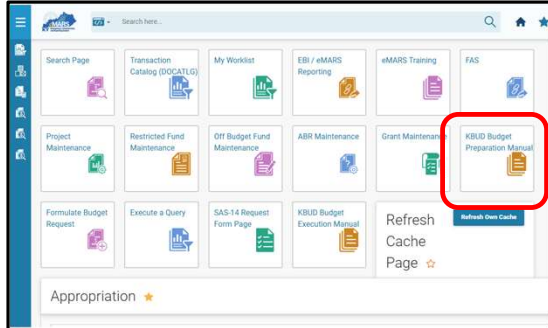 eMARS
Search here...
Search Page
Transaction
Catalog (DOCATLG)
My Worklist
EBI / eMARS
Reporting
eMARS Training
FAS
Project
Maintenance
Restricted Fund
Maintenance
Off Budget Fund
Maintenance
ABR Maintenance
Grant Maintenance
KBUD Budget
Preparation Manual
Formulate Budget
Request
Execute a Query
SAS-14 Request
Form Page
KBUD Budget
Execution Manual
Refresh
Cache
Page
Refresh Own Cache
Appropriation